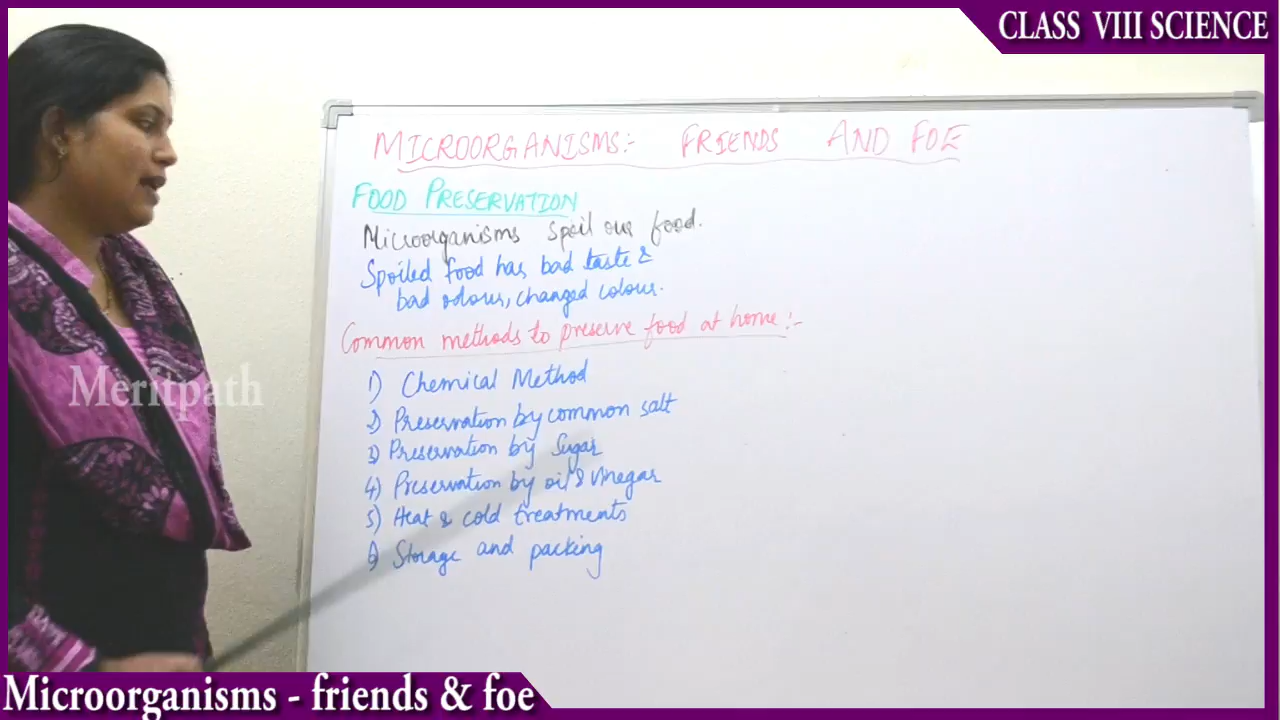 CLASS VIII SCIENCE
MICROORGANISMS:- FRIENDS AND FOE
FOOD PRESERVATION
Microorganisms spoil our food.
Spoiled food has bad taste &
bad odour, changed colour.
Common methods to preserve food at home:-
1) Chemical Method
2) Preservation by common salt
3) Preservation by Sugar
4) Preservation by oil & Vinegar
5) Heat & cold treatments
6) Storage and packing
Meritpath
Microorganisms - friends & foe